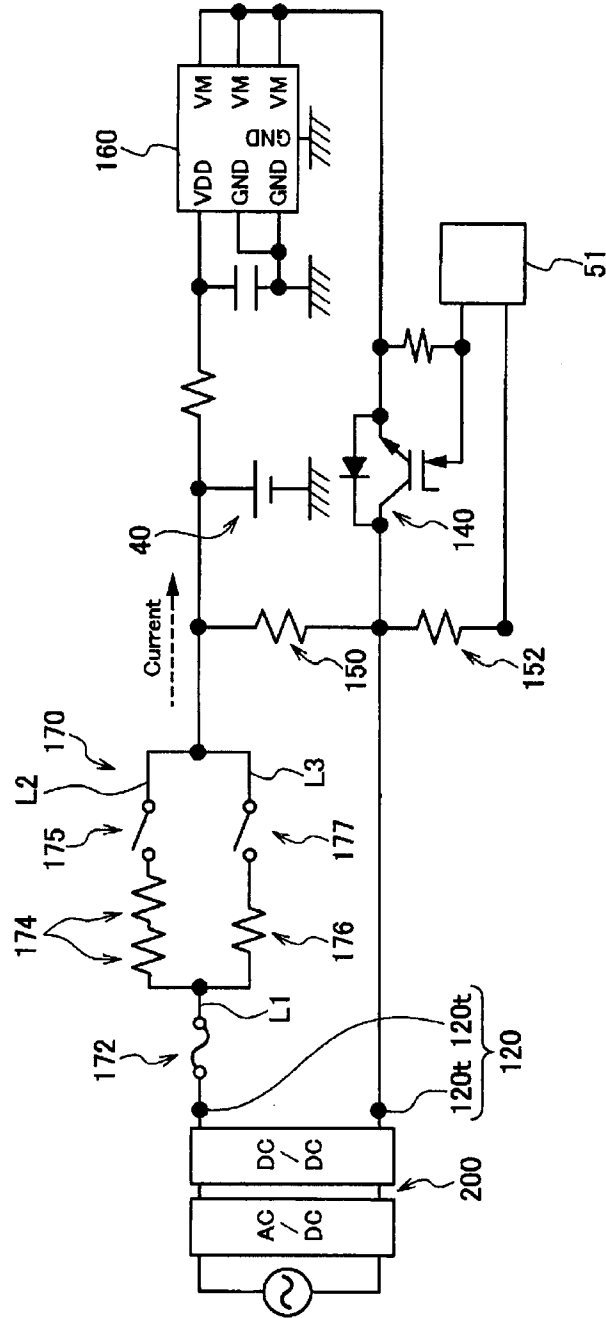 160
VDD
GND
GND
GND
VM
VM
VM
Current
40
51
140
150
152
170
L2
L3
175
177
174
176
172
L1
120t
120t
120
AC/DC
DC/DC
200